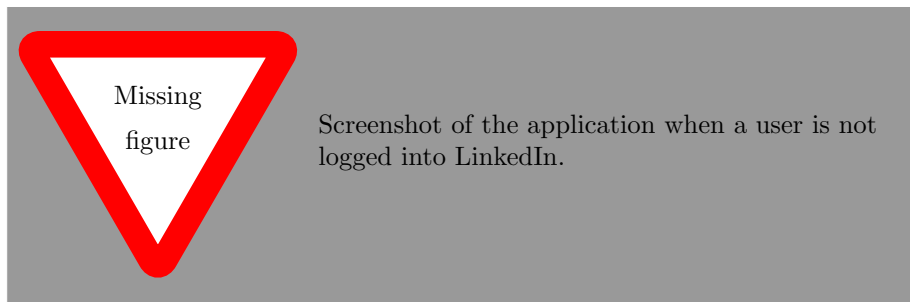 Missing
figure
Screenshot of the application when a user is not
logged into LinkedIn.